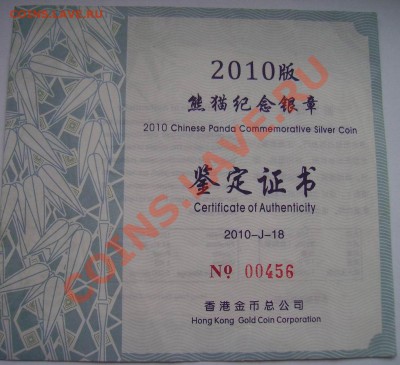 2010版
熊猫纪念银章
2010 Chinese Panda Commemorative Silver Coin
鉴定证书
Certificate of Authenticity
2010-J-18
№ 00456
香港金币总公司
Hong Kong Gold Coin Corporation
COINS.LAVE.RU